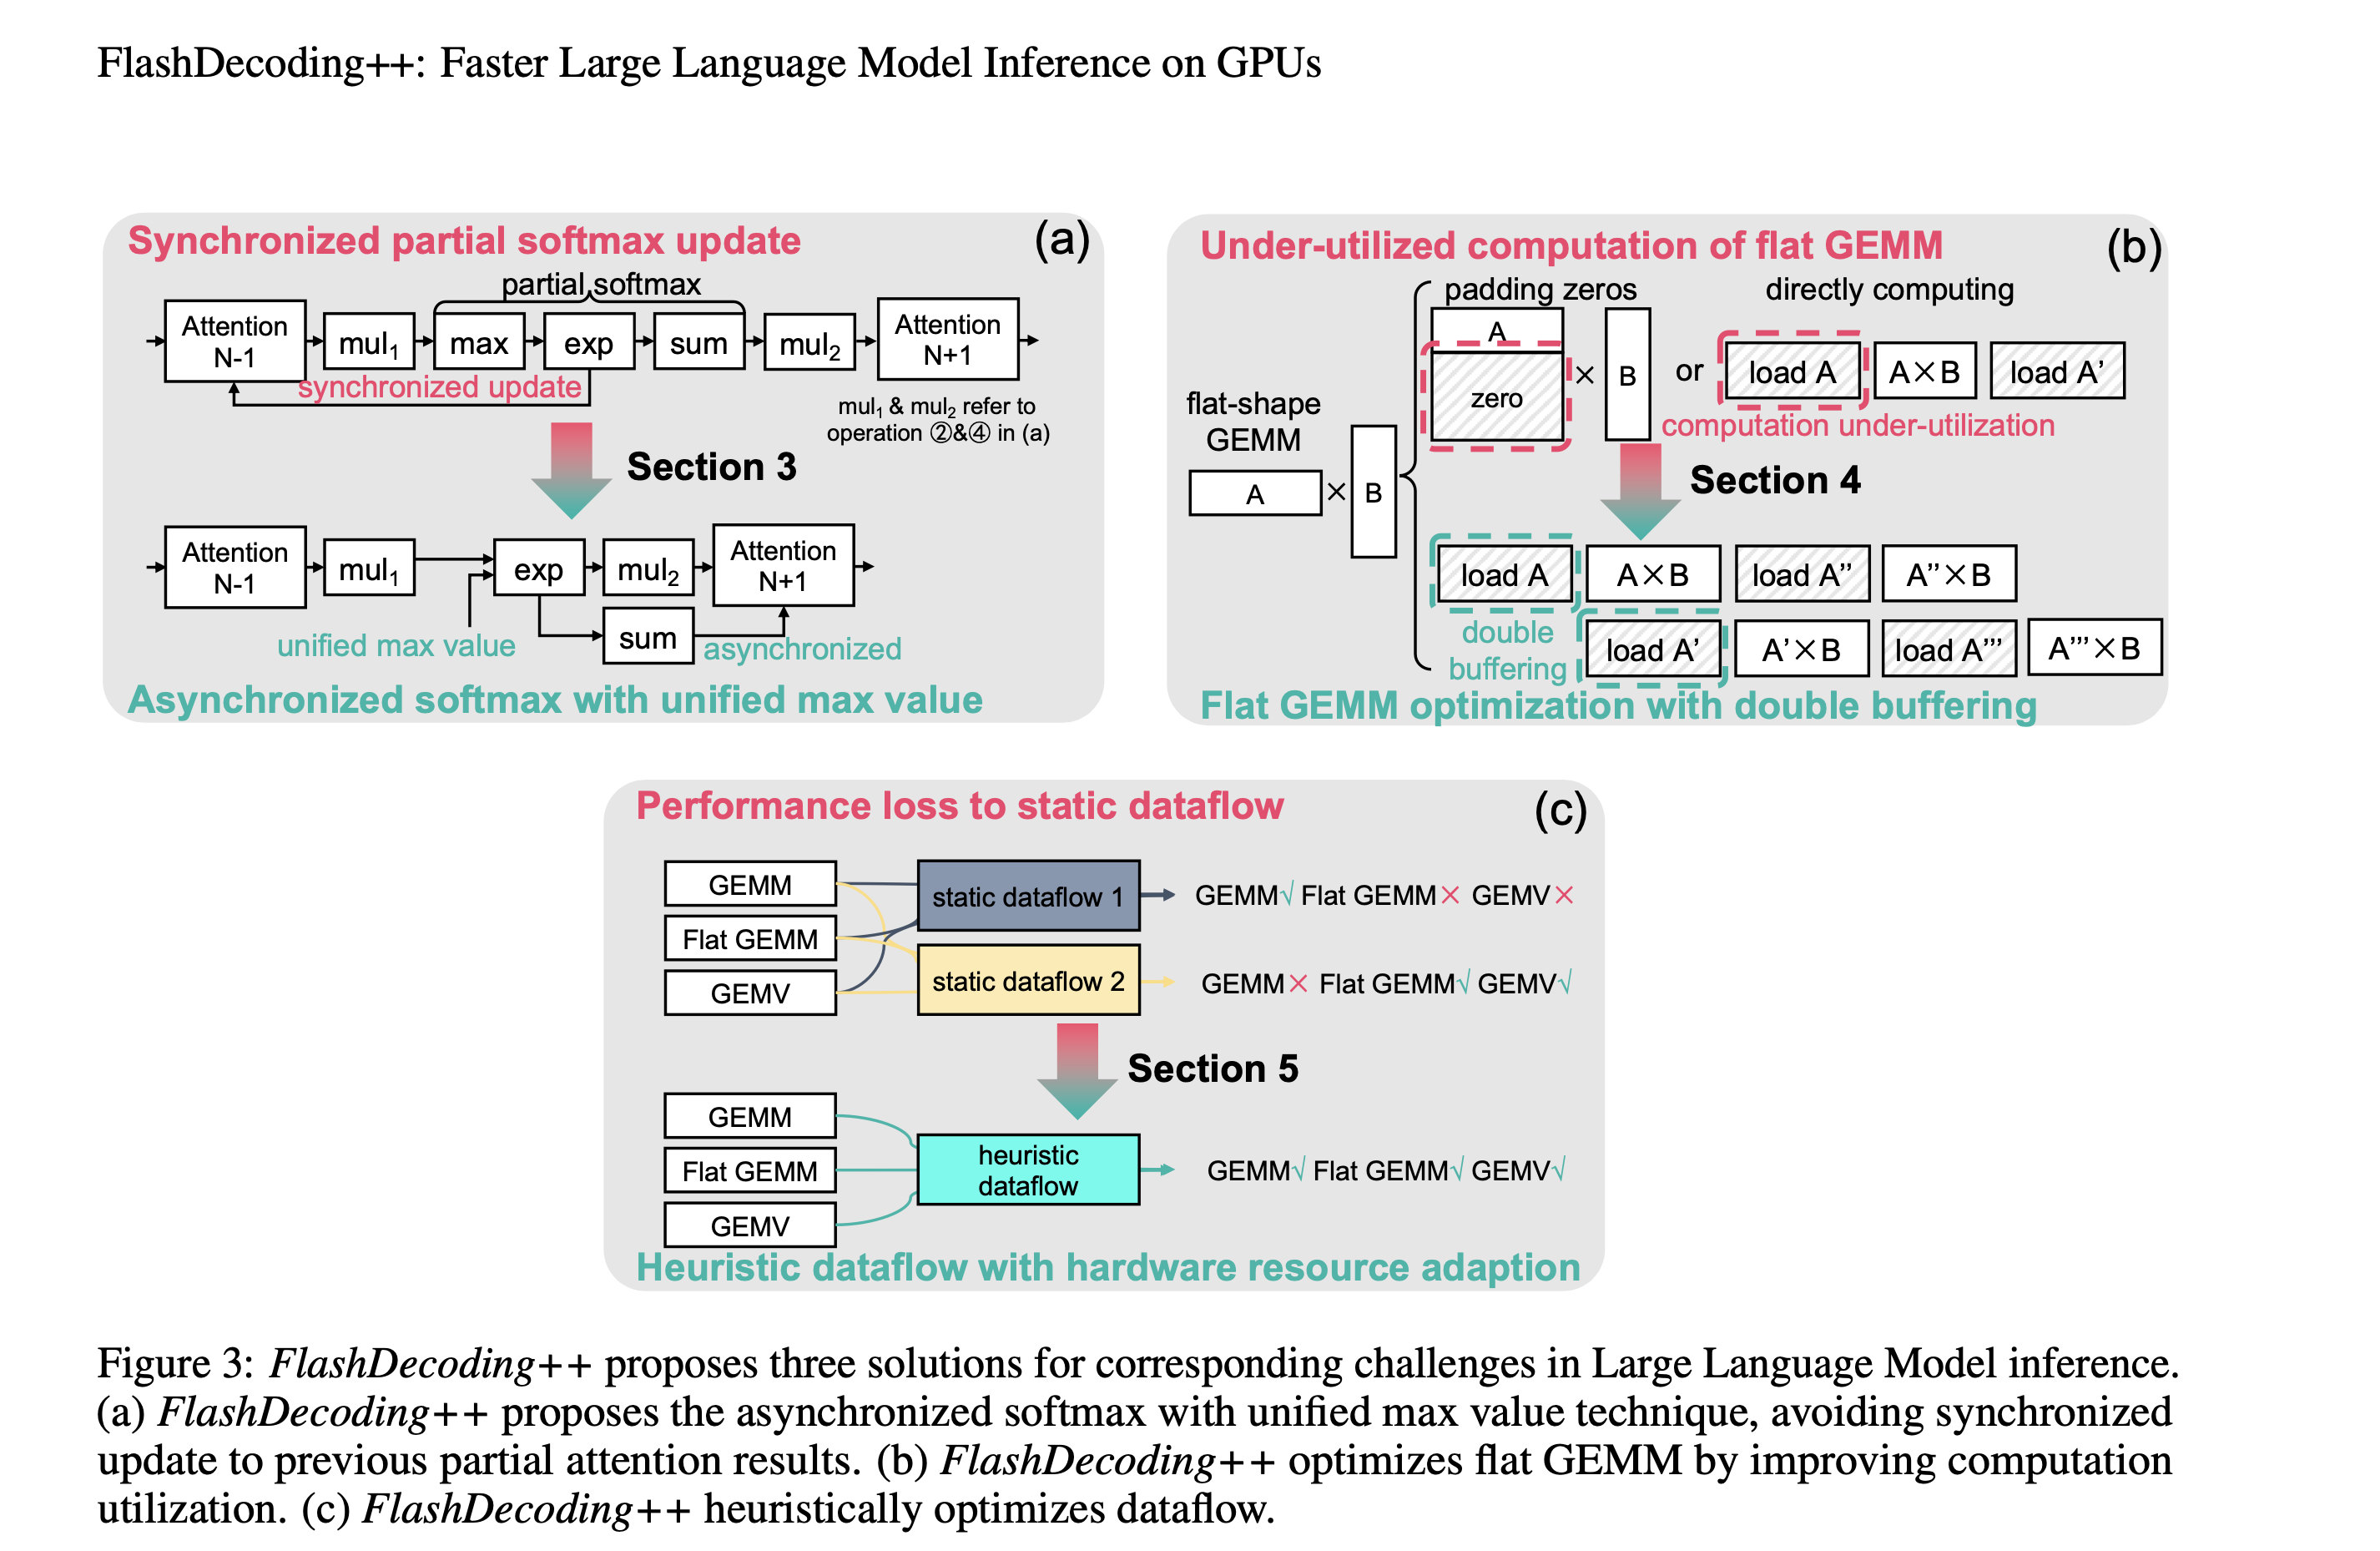 FlashDecoding++: Faster Large Language Model Inference on GPUs
Synchronized partial softmax update
(a)
partial softmax
Attention
N-1
mul₁
max
exp
sum
mul₂
Attention
N+1
synchronized update
mul₁ & mul₂ refer to
operation ②&④ in (a)
Section 3
Attention
N-1
mul₁
exp
mul₂
Attention
N+1
unified max value
sum
asynchronized
Asynchronized softmax with unified max value
Under-utilized computation of flat GEMM
(b)
padding zeros
directly computing
flat-shape
GEMM
A × B
A
zero
× B
or
load A
A×B
load A’
computation under-utilization
Section 4
load A
A×B
load A’’
A’’×B
double
buffering
load A’
A’×B
load A’’’
A’’’×B
Flat GEMM optimization with double buffering
Performance loss to static dataflow
(c)
GEMM
Flat GEMM
GEMV
static dataflow 1
static dataflow 2
GEMM√ Flat GEMM× GEMV×
GEMM× Flat GEMM√ GEMV√
Section 5
GEMM
Flat GEMM
GEMV
heuristic
dataflow
GEMM√ Flat GEMM√ GEMV√
Heuristic dataflow with hardware resource adaption
Figure 3: FlashDecoding++ proposes three solutions for corresponding challenges in Large Language Model inference.
(a) FlashDecoding++ proposes the asynchronized softmax with unified max value technique, avoiding synchronized
update to previous partial attention results. (b) FlashDecoding++ optimizes flat GEMM by improving computation
utilization. (c) FlashDecoding++ heuristically optimizes dataflow.